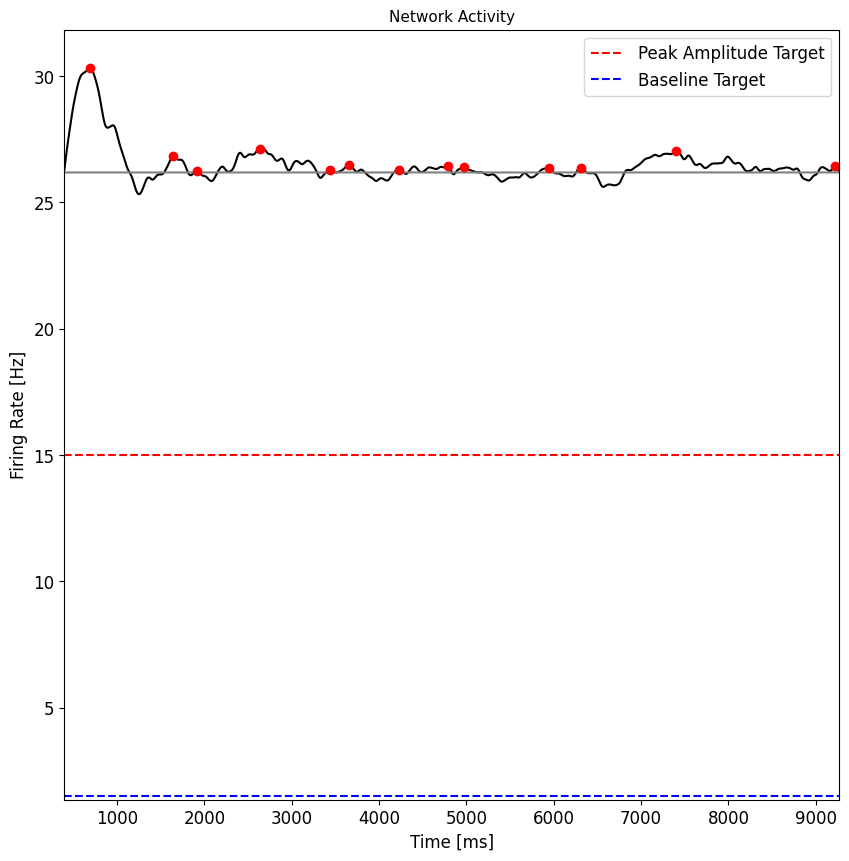 Network Activity
Peak Amplitude Target
Baseline Target
30
25
20
15
10
5
Firing Rate [Hz]
1000 2000 3000 4000 5000 6000 7000 8000 9000
Time [ms]